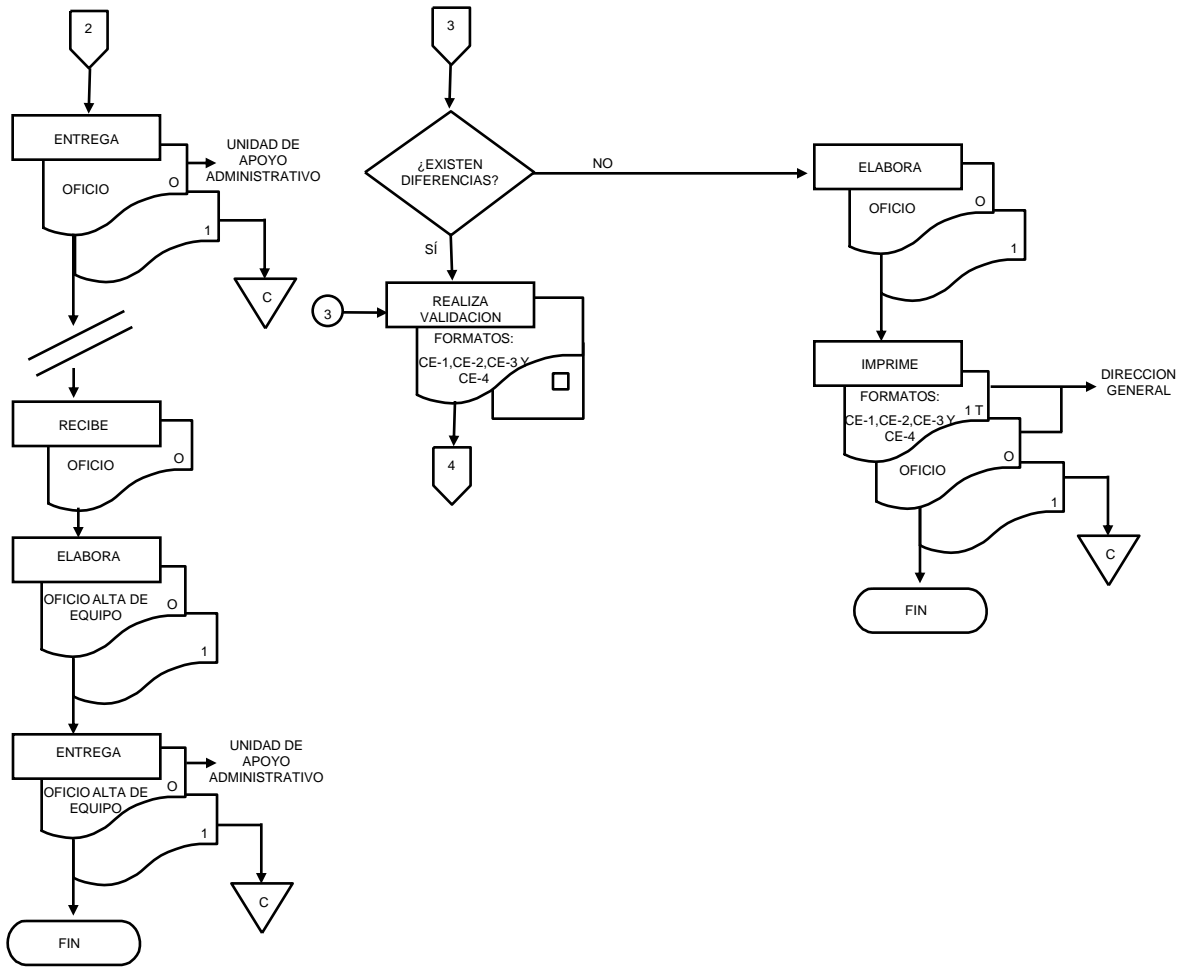 2
ENTREGA
OFICIO
O
1
UNIDAD DE
APOYO
ADMINISTRATIVO
C
RECIBE
OFICIO
O
ELABORA
OFICIO ALTA DE
EQUIPO
O
1
ENTREGA
OFICIO ALTA DE
EQUIPO
O
1
UNIDAD DE
APOYO
ADMINISTRATIVO
C
FIN
3
¿EXISTEN
DIFERENCIAS?
NO
SÍ
3
REALIZA
VALIDACION
FORMATOS:
CE-1,CE-2,CE-3 Y
CE-4
4
ELABORA
OFICIO
O
1
IMPRIME
FORMATOS:
CE-1,CE-2,CE-3 Y
CE-4
1 T
OFICIO
O
1
DIRECCION
GENERAL
C
FIN